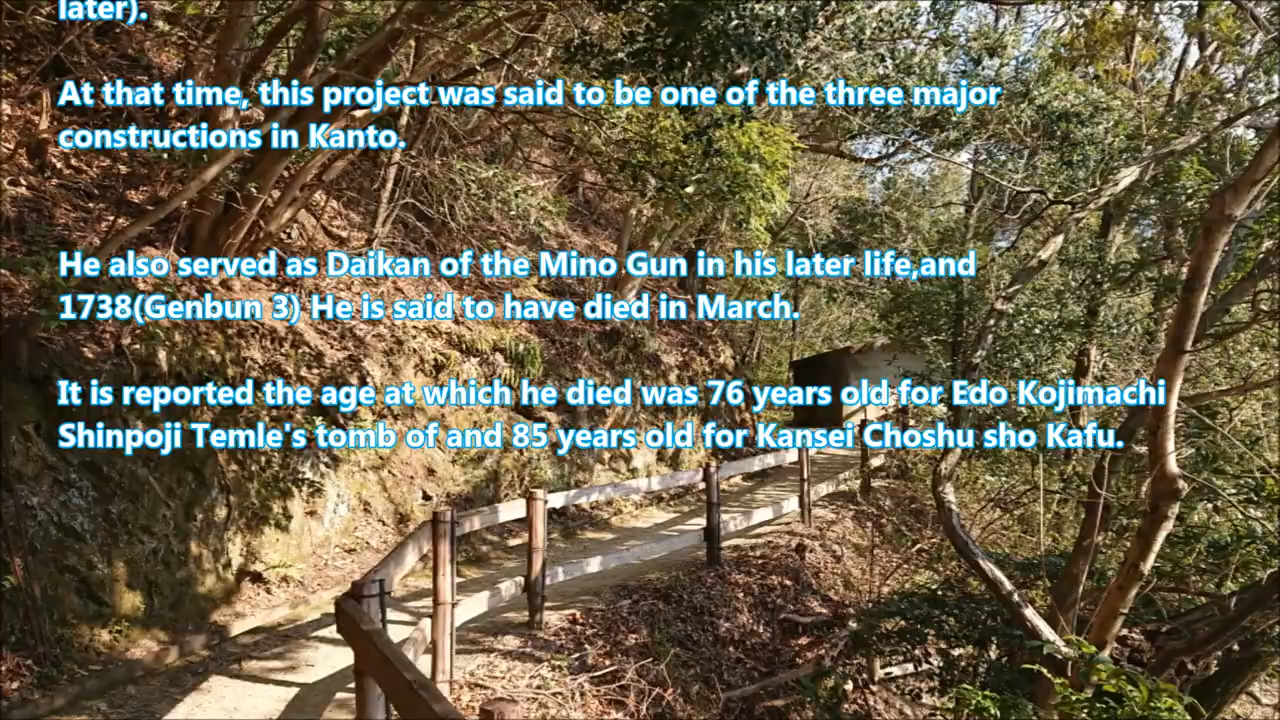 later).
At that time, this project was said to be one of the three major
constructions in Kanto.
He also served as Daikan of the Mino Gun in his later life,and
1738(Genbun 3) He is said to have died in March.
It is reported the age at which he died was 76 years old for Edo Kojimachi
Shinpoji Temle's tomb of and 85 years old for Kansei Choshu sho Kafu.